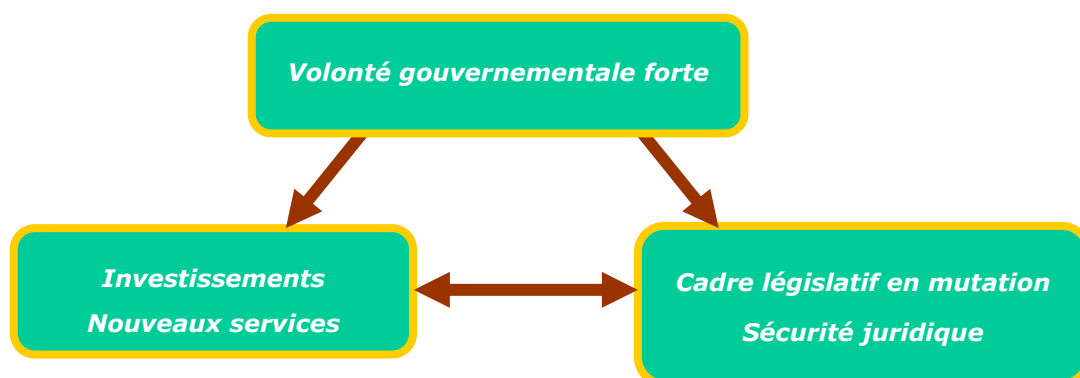 Volonté gouvernementale forte
Investissements
Nouveaux services
Cadre législatif en mutation
Sécurité juridique